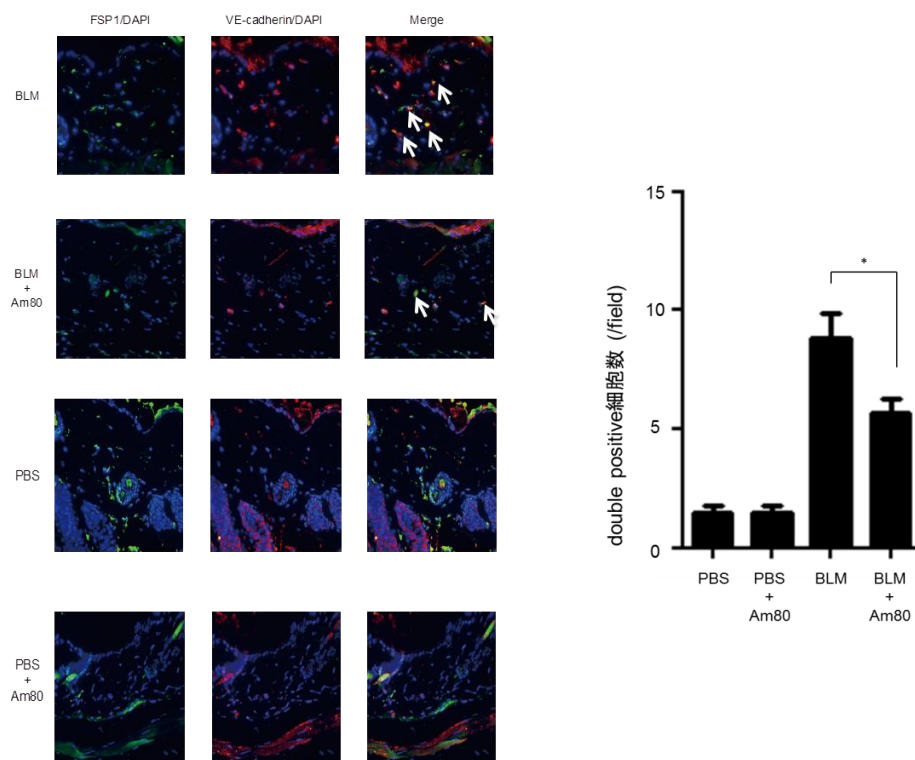 FSP1/DAPI
VE-cadherin/DAPI
Merge
BLM
BLM
+
Am80
PBS
PBS
+
Am80
double positive細胞数 (/field)
15
10
5
0
*
PBS
PBS
+
Am80
BLM
BLM
+
Am80